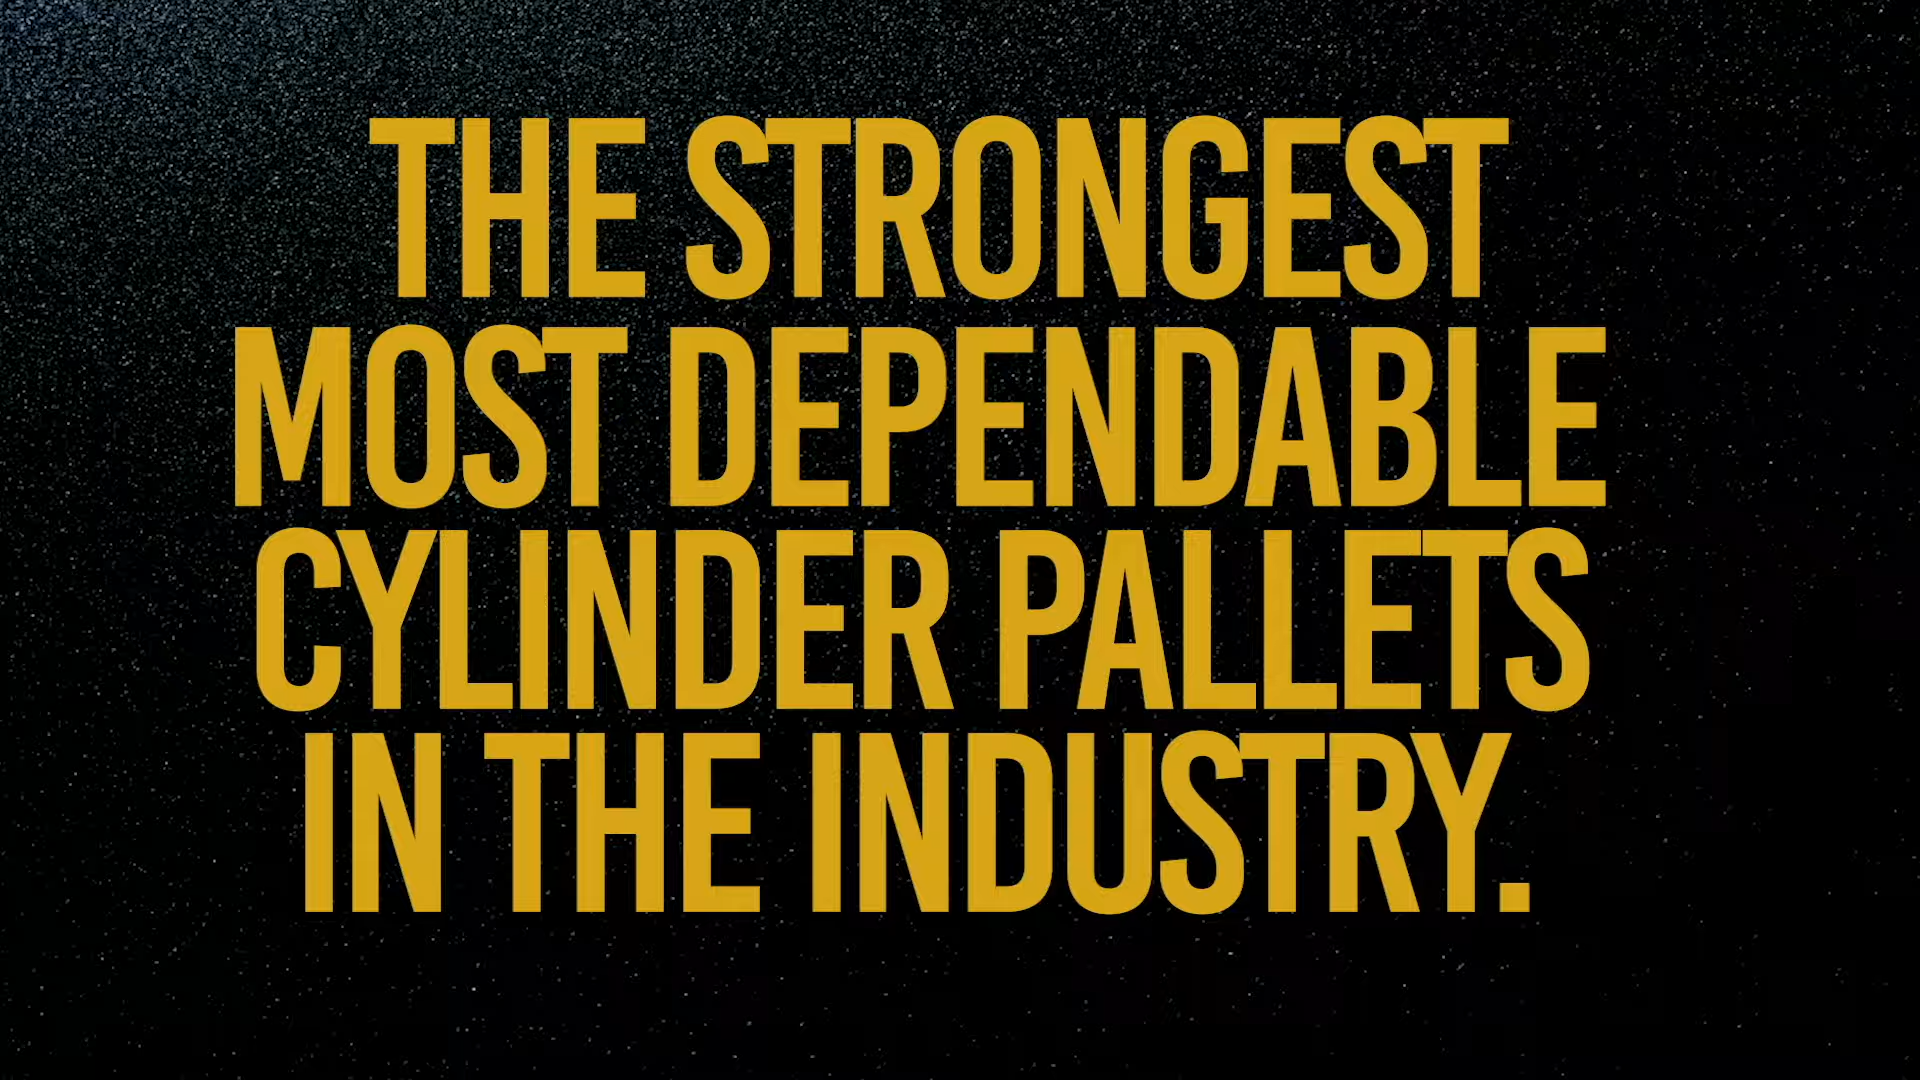 THE STRONGEST
MOST DEPENDABLE
CYLINDER PALLETS
IN THE INDUSTRY.